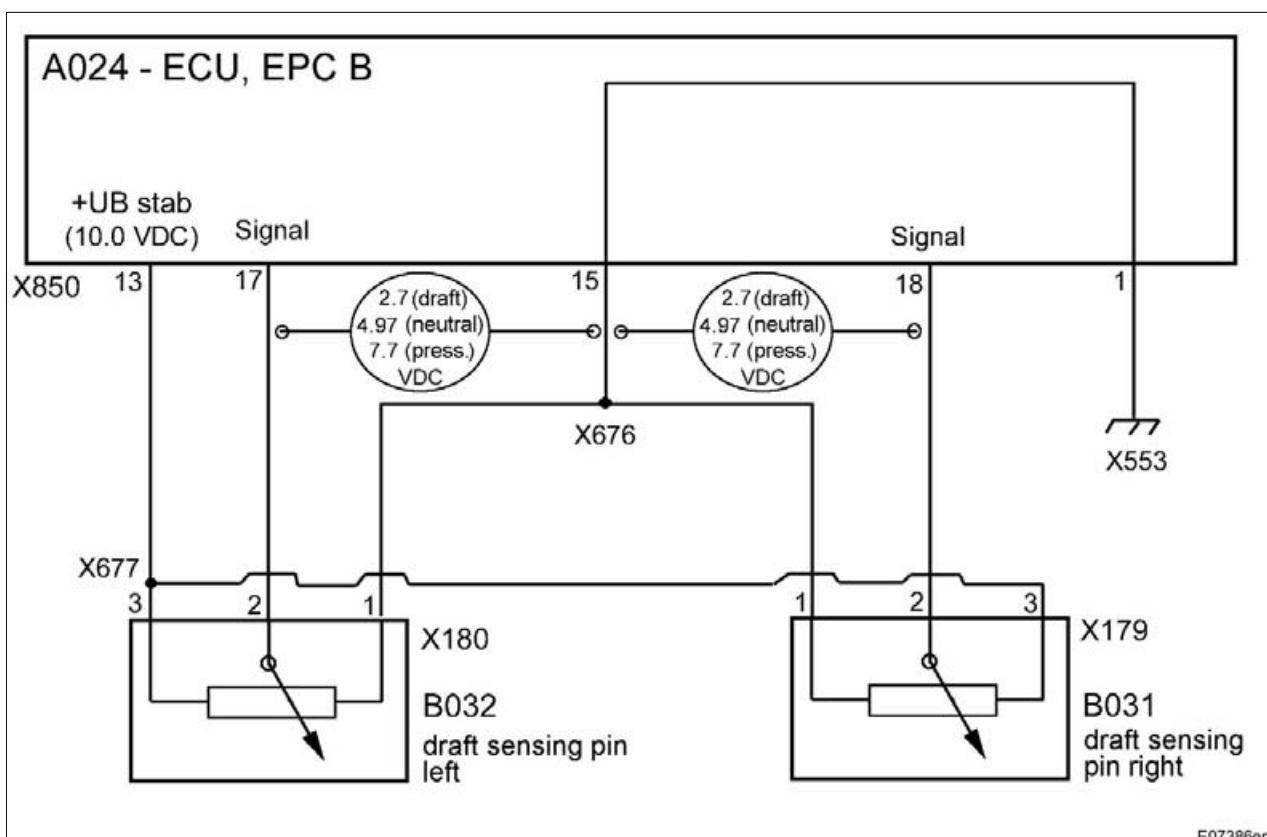 A024 - ECU, EPC B
+UB stab
(10.0 VDC)
Signal
Signal
X850
13
17
15
18
1
2.7 (draft)
4.97 (neutral)
7.7 (press.)
VDC
2.7 (draft)
4.97 (neutral)
7.7 (press.)
VDC
X676
X553
X677
3
2
1
1
2
3
X180
X179
B032
draft sensing pin
left
B031
draft sensing
pin right
E07386en